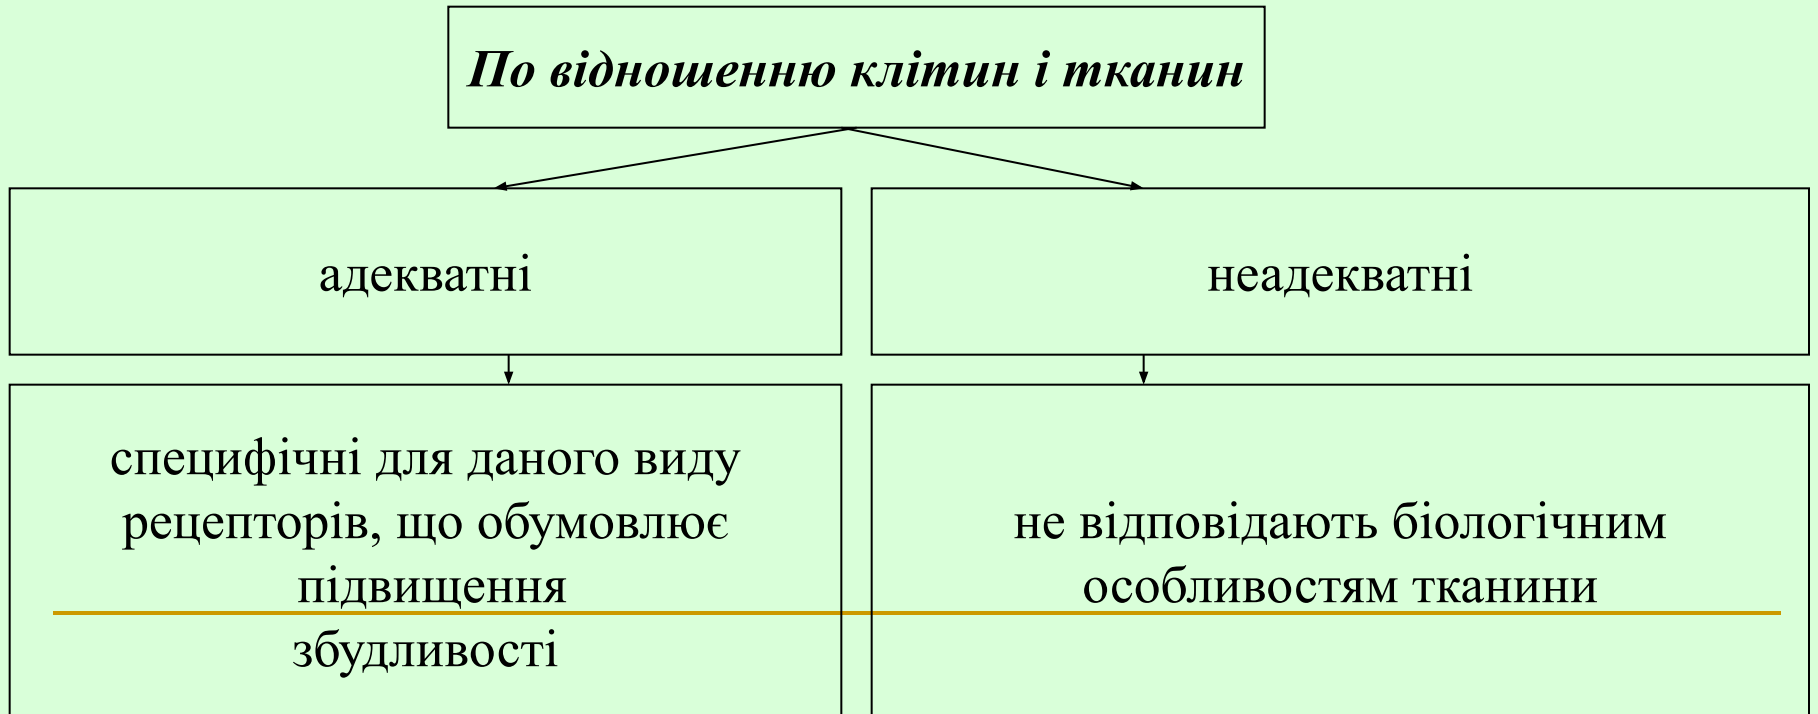 По відношенню клітин і тканин
адекватні
неадекватні
специфічні для даного виду
рецепторів, що обумовлює
підвищення
збудливості
не відповідають біологічним
особливостям тканини